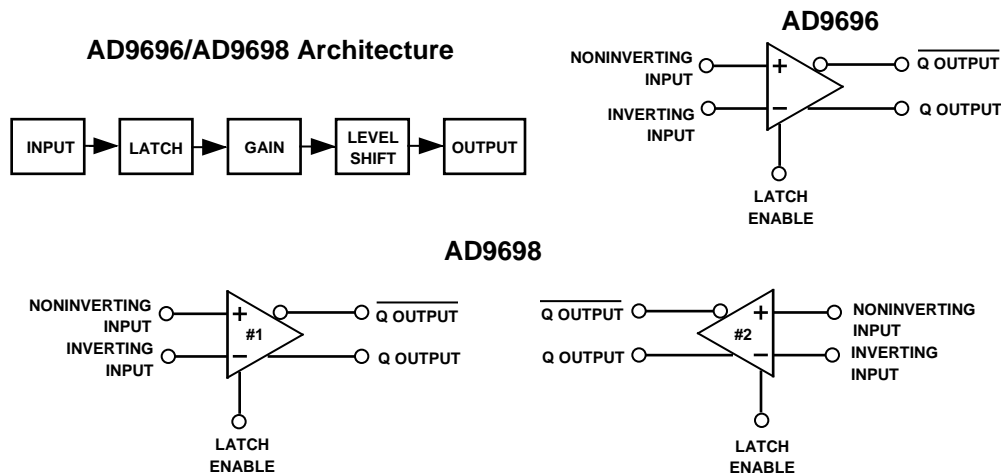 AD9696/AD9698 Architecture
INPUT
LATCH
GAIN
LEVEL
SHIFT
OUTPUT
AD9696
NONINVERTING
INPUT
+
Q OUTPUT
INVERTING
INPUT
–
Q OUTPUT
LATCH
ENABLE
AD9698
NONINVERTING
INPUT
+
Q OUTPUT
#1
INVERTING
INPUT
–
Q OUTPUT
LATCH
ENABLE
Q OUTPUT
+
NONINVERTING
INPUT
#2
Q OUTPUT
–
INVERTING
INPUT
LATCH
ENABLE